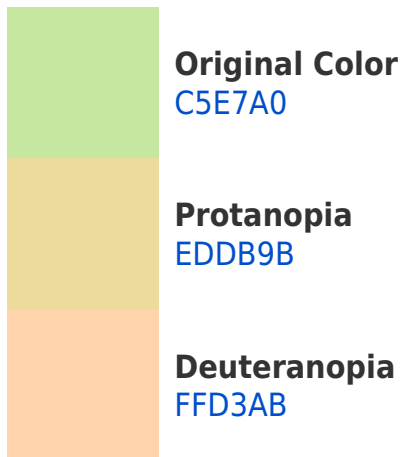 Original Color
C5E7A0
Protanopia
EDDB9B
Deuteranopia
FFD3AB